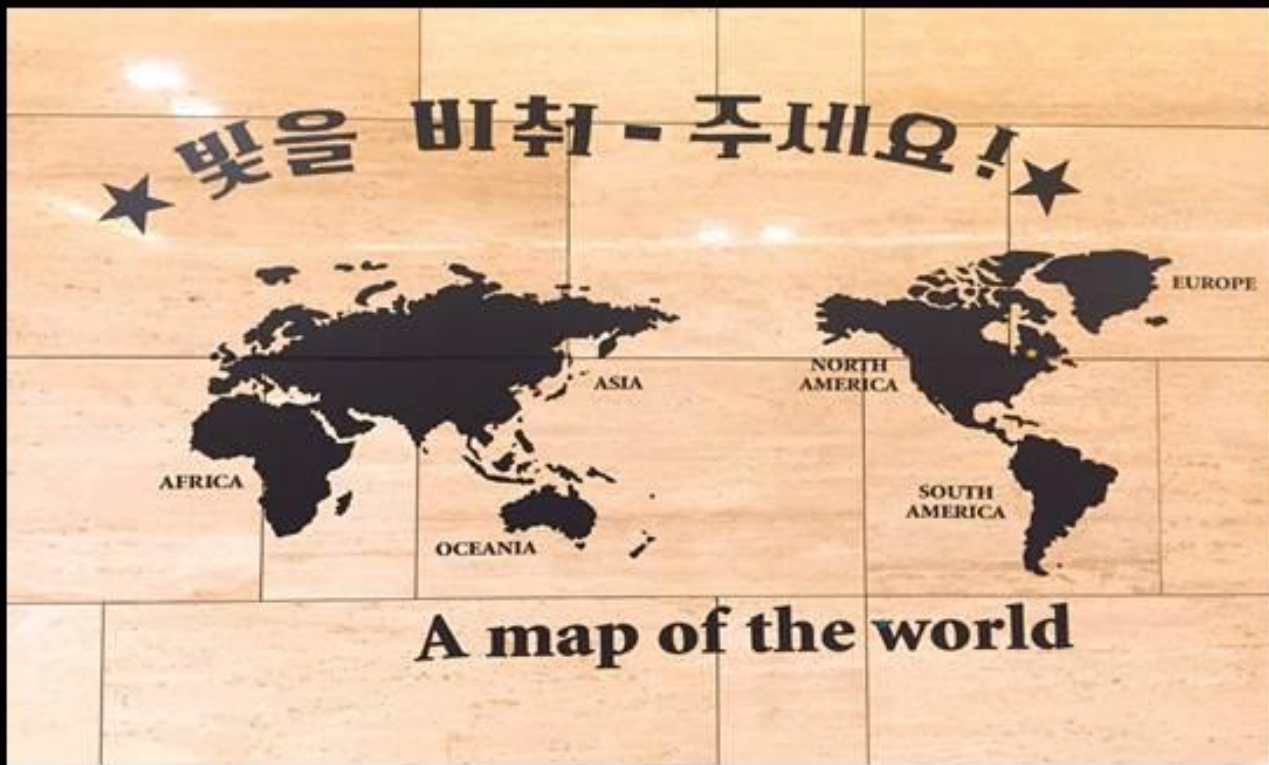 빛을 비춰-주세요!
EUROPE
NORTH
AMERICA
ASIA
AFRICA
SOUTH
AMERICA
OCEANIA
A map of the world